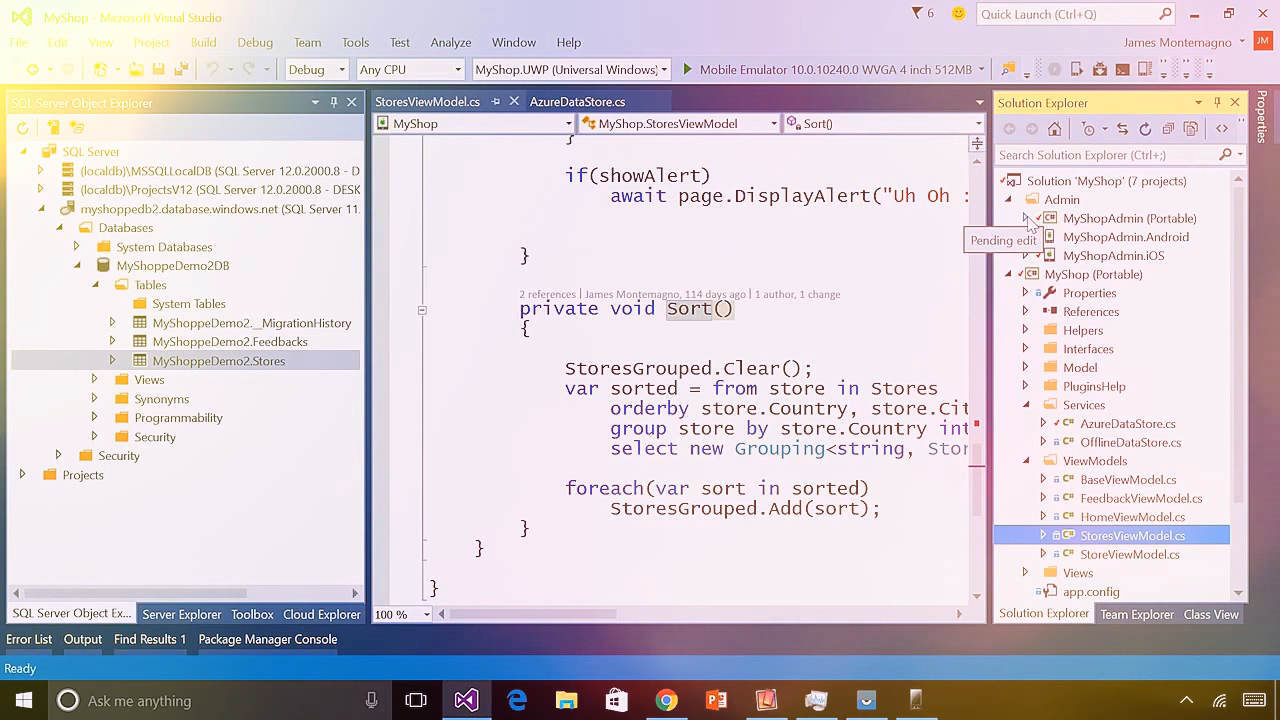 MyShop - Microsoft Visual Studio
6
Quick Launch (Ctrl+Q)
File Edit View Project Build Debug Team Tools Test Analyze Window Help
James Montemagno
JM
Debug
Any CPU
MyShop.UWP (Universal Windows)
Mobile Emulator 10.0.10240.0 WVGA 4 inch 512MB
SQL Server Object Explorer
SQL Server
(localdb)\MSSQLLocalDB (SQL Server 12.0.2000.8 - D
(localdb)\ProjectsV12 (SQL Server 12.0.2000.8 - DESK
myshoppedb2.database.windows.net (SQL Server 11.
Databases
System Databases
MyShoppeDemo2DB
Tables
System Tables
MyShoppeDemo2.__MigrationHistory
MyShoppeDemo2.Feedbacks
MyShoppeDemo2.Stores
Views
Synonyms
Programmability
Security
Security
Projects
SQL Server Object Ex...
Server Explorer
Toolbox
Cloud Explorer
StoresViewModel.cs
AzureDataStore.cs
MyShop
MyShop.StoresViewModel
Sort()
}
if(showAlert)
await page.DisplayAlert("Uh Oh :
}
2 references | James Montemagno, 114 days ago | 1 author, 1 change
private void Sort()
{
StoresGrouped.Clear();
var sorted = from store in Stores
orderby store.Country, store.Cit
group store by store.Country int
select new Grouping<string, Stor
foreach(var sort in sorted)
StoresGrouped.Add(sort);
}
}
}
100 %
Solution Explorer
Search Solution Explorer (Ctrl+;)
Solution 'MyShop' (7 projects)
Admin
MyShopAdmin (Portable)
MyShopAdmin.Android
Pending edit
MyShopAdmin.iOS
MyShop (Portable)
Properties
References
Helpers
Interfaces
Model
PluginsHelp
Services
AzureDataStore.cs
OfflineDataStore.cs
ViewModels
BaseViewModel.cs
FeedbackViewModel.cs
HomeViewModel.cs
StoresViewModel.cs
StoreViewModel.cs
Views
app.config
Solution Explorer
Team Explorer
Class View
Properties
Error List
Output
Find Results 1
Package Manager Console
Ready
Ask me anything